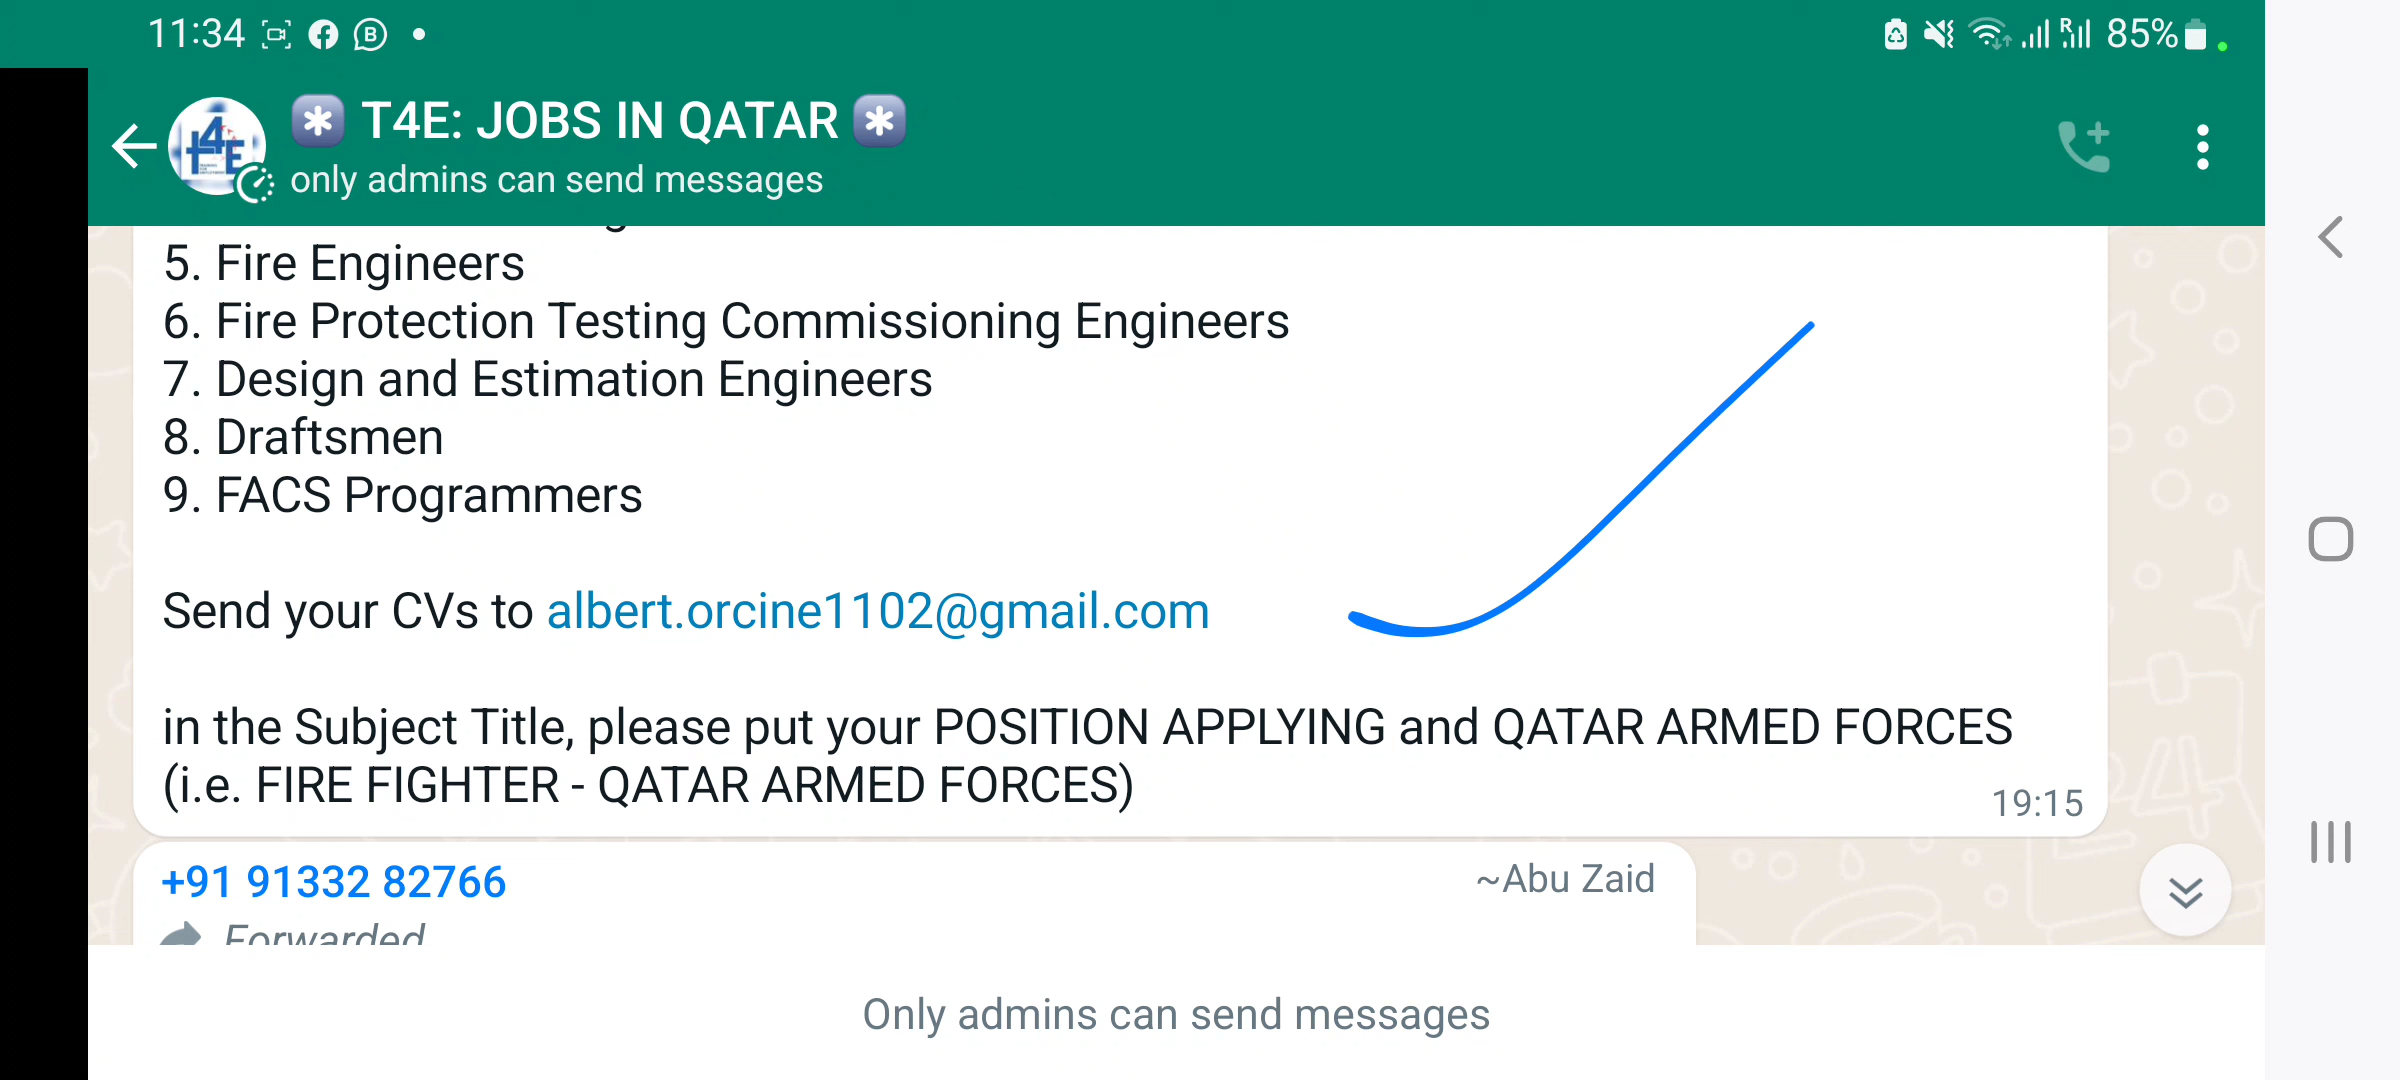 11:34
85%
T4E: JOBS IN QATAR
only admins can send messages
5. Fire Engineers
6. Fire Protection Testing Commissioning Engineers
7. Design and Estimation Engineers
8. Draftsmen
9. FACS Programmers
Send your CVs to albert.orcine1102@gmail.com
in the Subject Title, please put your POSITION APPLYING and QATAR ARMED FORCES
(i.e. FIRE FIGHTER - QATAR ARMED FORCES)
19:15
+91 91332 82766
~Abu Zaid
Forwarded
Only admins can send messages